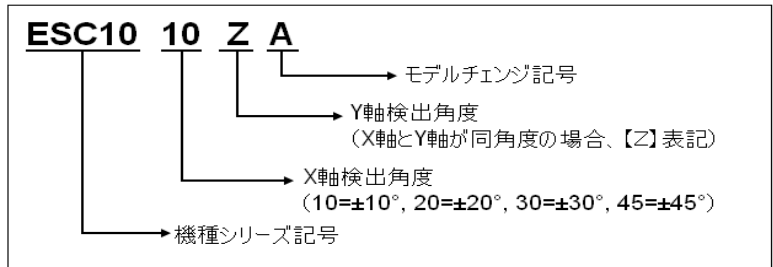 ESC10 10 Z A
モデルチェンジ記号
Y軸検出角度
（X軸とY軸が同角度の場合、【Z】表記）
X軸検出角度
（10=±10°, 20=±20°, 30=±30°, 45=±45°）
機種シリーズ記号